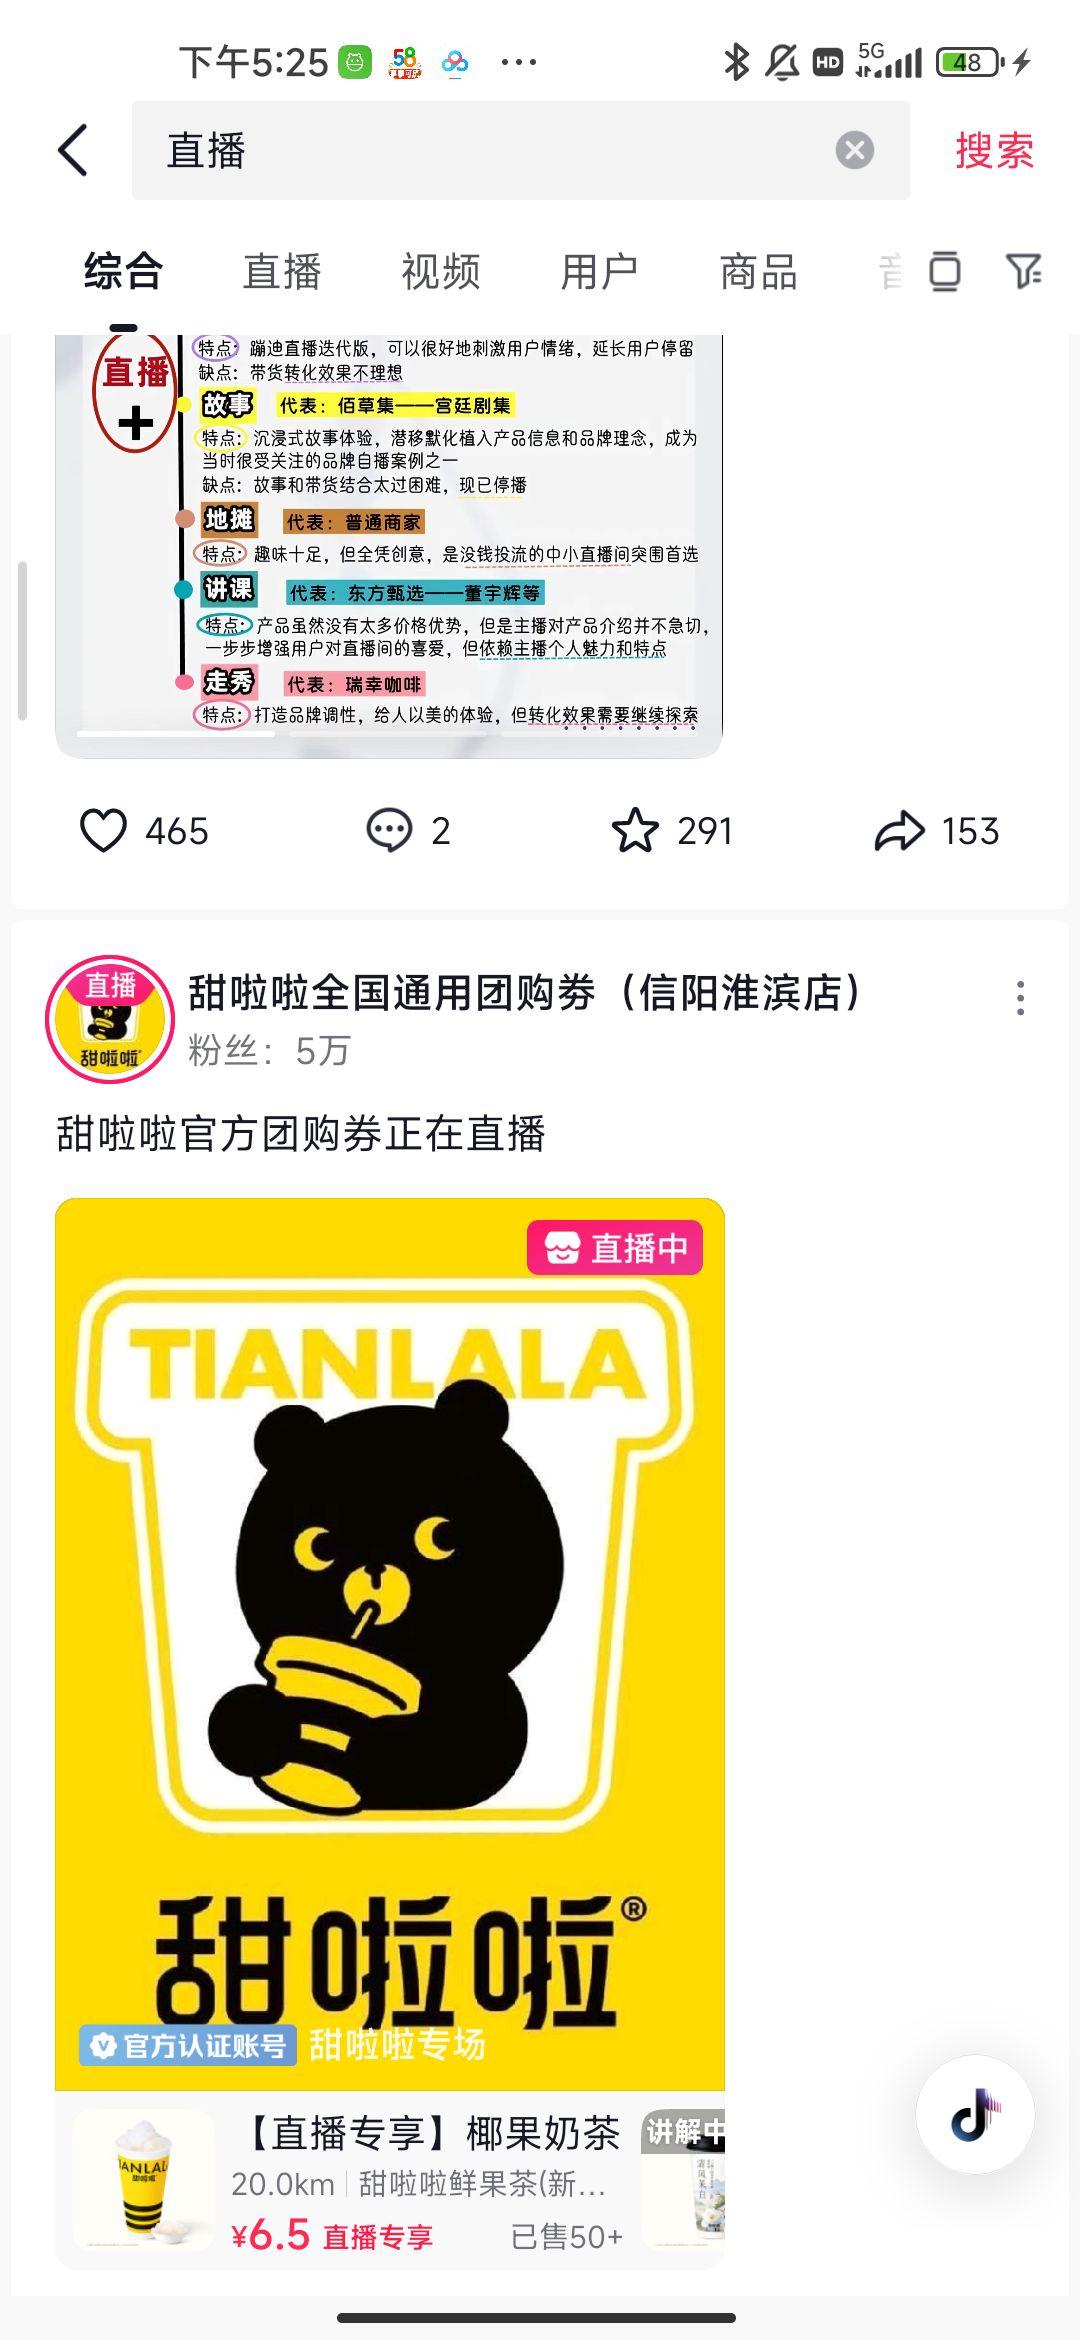 下午5:25
58
HD
5G
48
直播
搜索
综合
直播
视频
用户
商品
直播
+
特点：蹦迪直播迭代版，可以很好地刺激用户情绪，延长用户停留
缺点：带货转化效果不理想
故事 代表：佰草集——宫廷剧集
特点：沉浸式故事体验，潜移默化植入产品信息和品牌理念，成为
当时很受关注的品牌自播案例之一
缺点：故事和带货结合太过困难，现已停播
地摊 代表：普通商家
特点：趣味十足，但全凭创意，是没钱投流的中小直播间突围首选
讲课 代表：东方甄选——董宇辉等
特点：产品虽然没有太多价格优势，但是主播对产品介绍并不急切，
一步步增强用户对直播间的喜爱，但依赖主播个人魅力和特点
走秀 代表：瑞幸咖啡
特点：打造品牌调性，给人以美的体验，但转化效果需要继续探索
465
2
291
153
直播
甜啦啦
甜啦啦全国通用团购券（信阳淮滨店）
粉丝：5万
甜啦啦官方团购券正在直播
直播中
TIANLALA
甜啦啦®
官方认证账号 甜啦啦专场
【直播专享】椰果奶茶
20.0km 甜啦啦鲜果茶(新...
¥6.5 直播专享 已售50+
讲解中